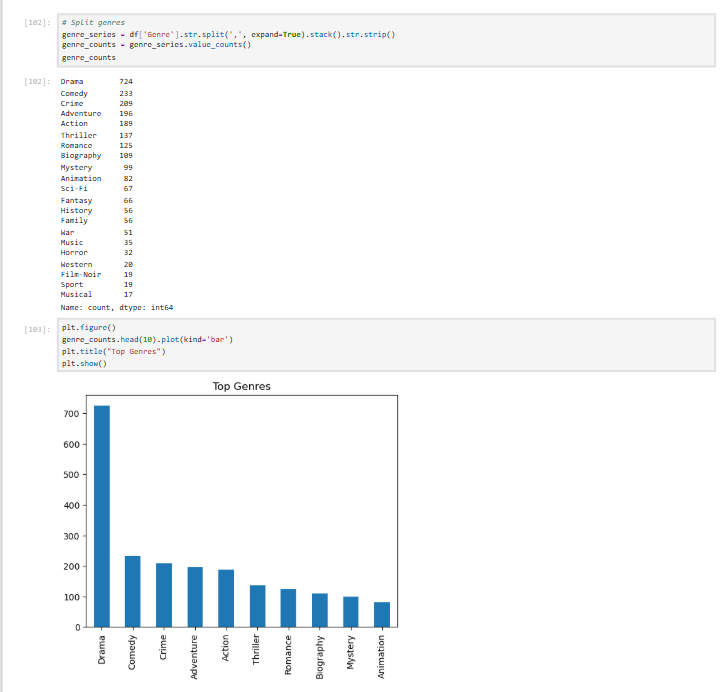 [102]:
# Split genres
genre_series = df['Genre'].str.split(',', expand=True).stack().str.strip()
genre_counts = genre_series.value_counts()
genre_counts
[102]:
Drama 724
Comedy 233
Crime 209
Adventure 196
Action 189
Thriller 137
Romance 125
Biography 109
Mystery 99
Animation 82
Sci-Fi 67
Fantasy 66
History 56
Family 56
War 51
Music 35
Horror 32
Western 20
Film-Noir 19
Sport 19
Musical 17
Name: count, dtype: int64
[103]:
plt.figure()
genre_counts.head(10).plot(kind='bar')
plt.title("Top Genres")
plt.show()
Top Genres
700
600
500
400
300
200
100
0
Drama
Comedy
Crime
Adventure
Action
Thriller
Romance
Biography
Mystery
Animation